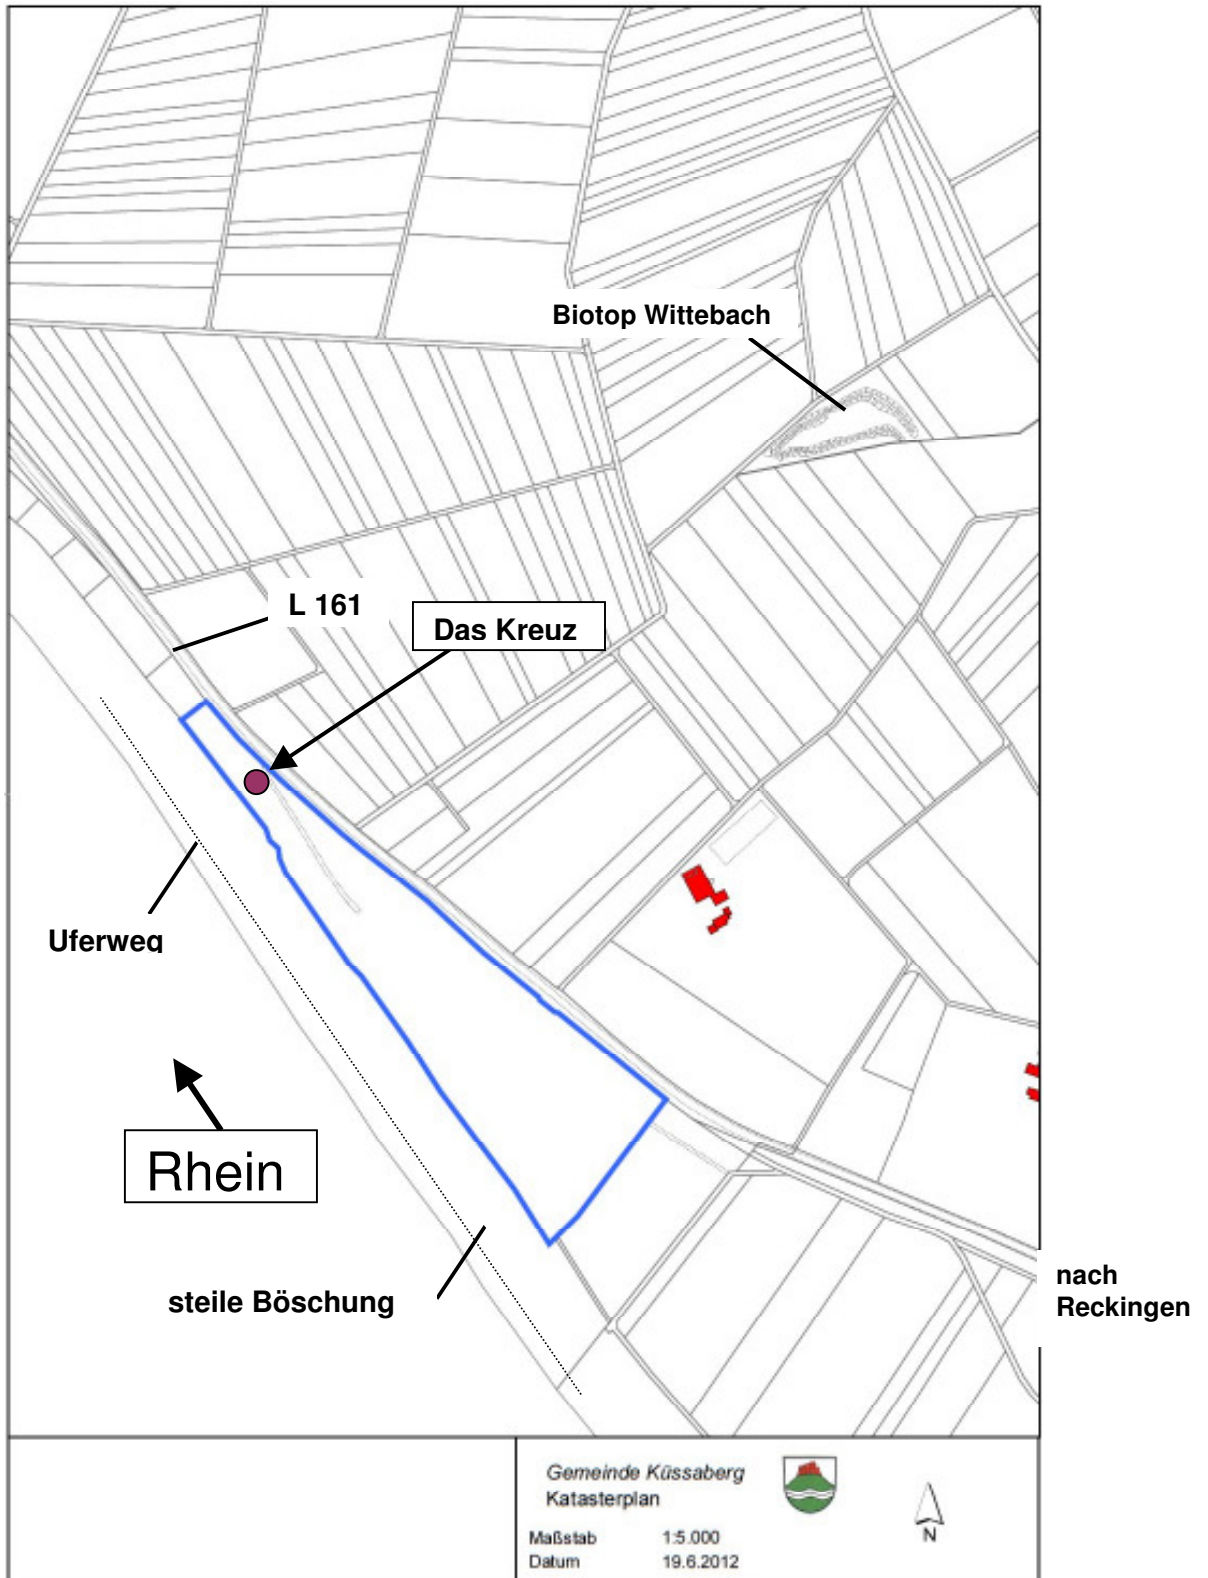 Biotop Wittebach
L 161
Das Kreuz
Uferweg
Rhein
steile Böschung
nach
Reckingen
Gemeinde Küssaberg
Katasterplan
Maßstab 1:5.000
Datum 19.6.2012
N